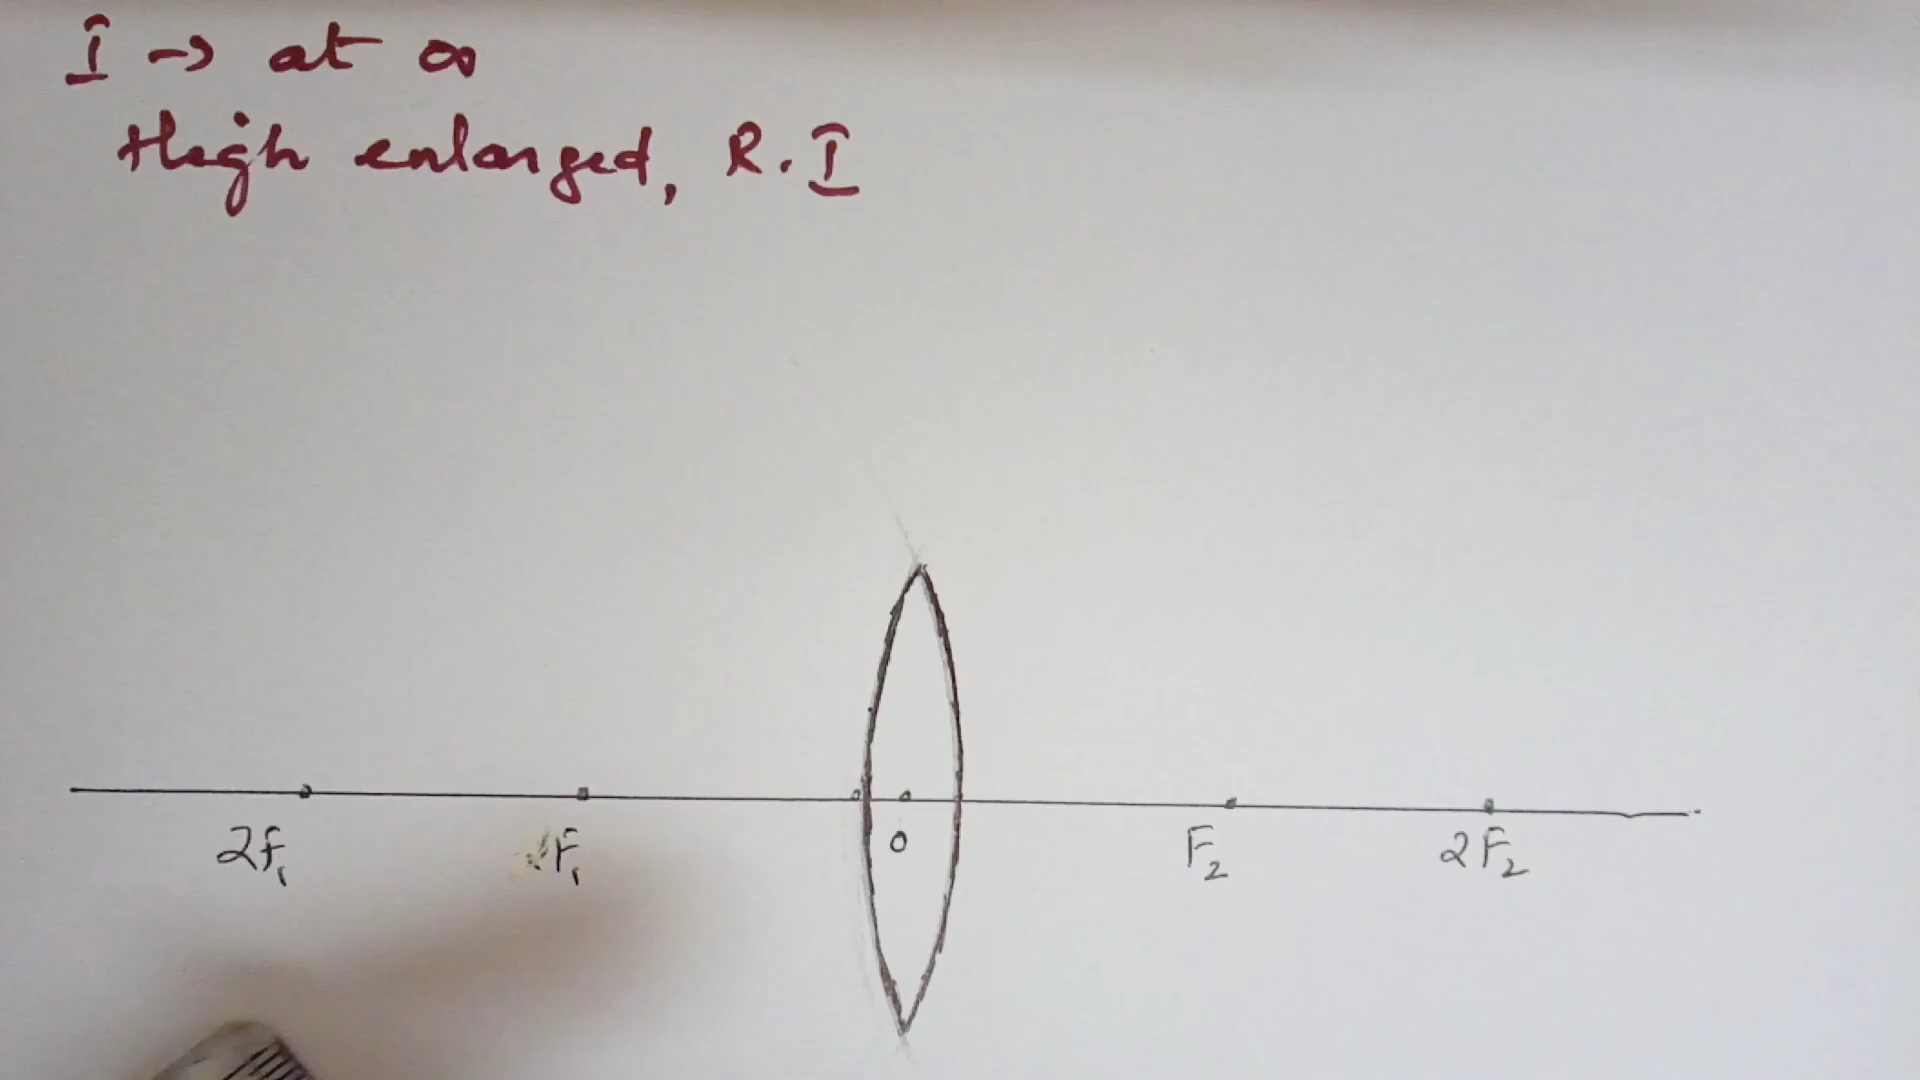 I → at ∞
High enlarged, R.I
2F₁ F₁ O F₂ 2F₂